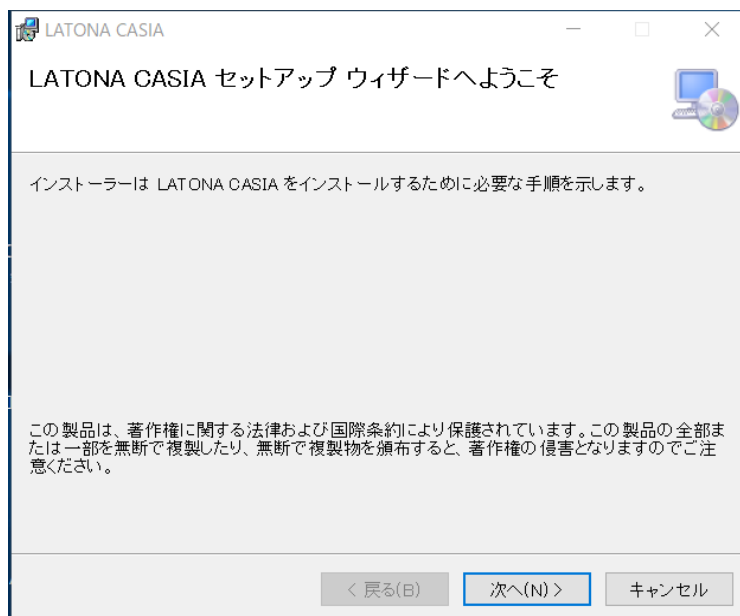 LATONA CASIA
LATONA CASIA セットアップ ウィザードへようこそ
インストーラーは LATONA CASIA をインストールするために必要な手順を示します。
この製品は、著作権に関する法律および国際条約により保護されています。この製品の全部ま
たは一部を無断で複製したり、無断で複製物を頒布すると、著作権の侵害となりますのでご注
意ください。
< 戻る(B)
次へ(N) >
キャンセル